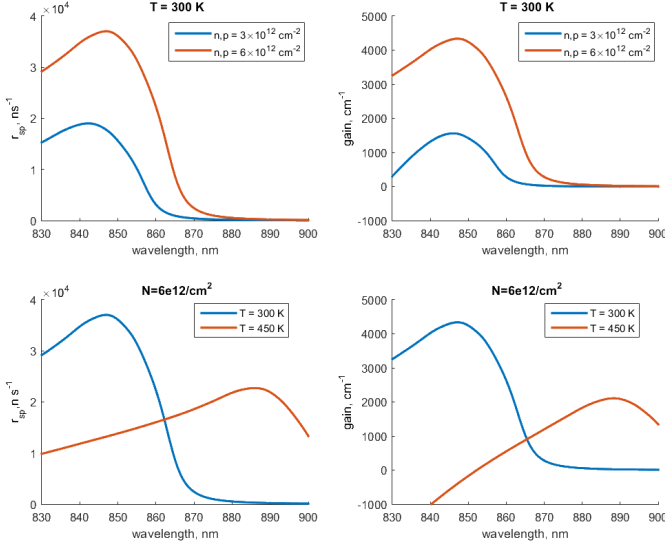 T = 300 K
×10⁴
4
3
2
1
0
r_sp, ns⁻¹
n,p = 3×10¹² cm⁻²
n,p = 6×10¹² cm⁻²
830 840 850 860 870 880 890 900
wavelength, nm
T = 300 K
5000
4000
3000
2000
1000
0
-1000
gain, cm⁻¹
n,p = 3×10¹² cm⁻²
n,p = 6×10¹² cm⁻²
830 840 850 860 870 880 890 900
wavelength, nm
N=6e12/cm²
×10⁴
4
3
2
1
0
r_sp,n s⁻¹
T = 300 K
T = 450 K
830 840 850 860 870 880 890 900
wavelength, nm
N=6e12/cm²
5000
4000
3000
2000
1000
0
-1000
gain, cm⁻¹
T = 300 K
T = 450 K
830 840 850 860 870 880 890 900
wavelength, nm